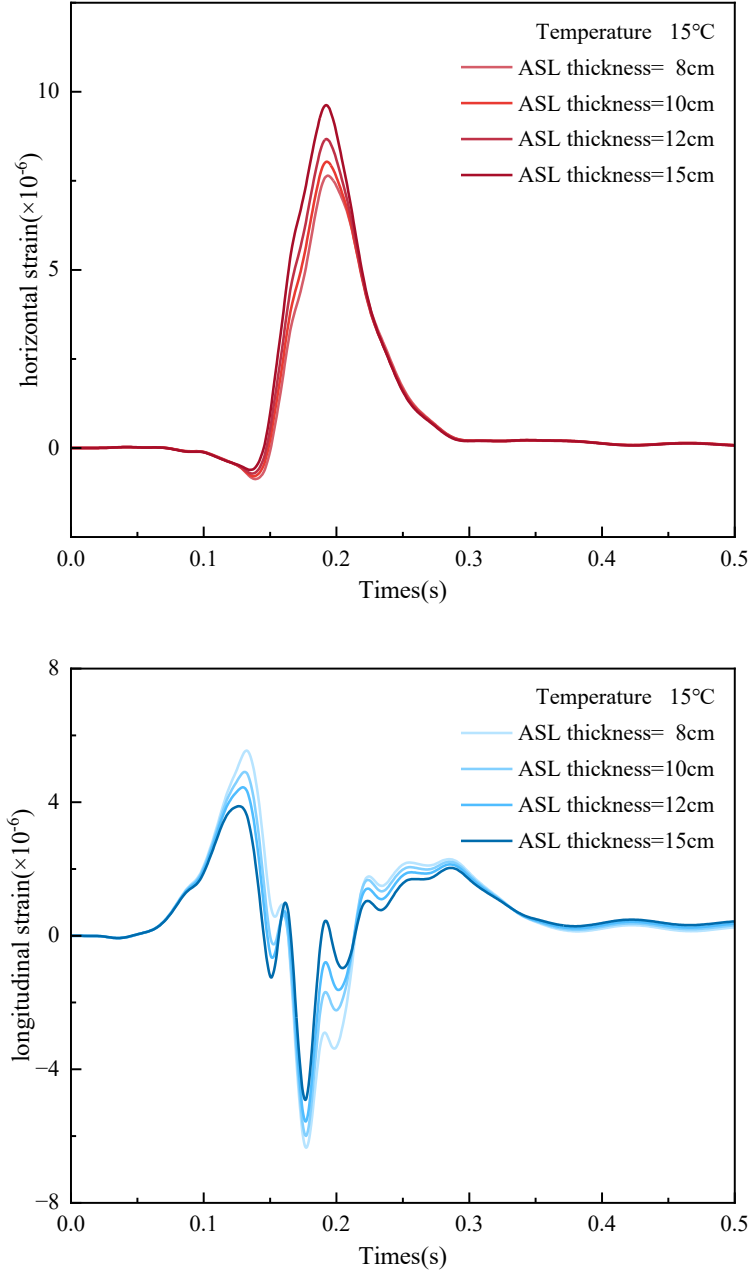 Temperature 15℃
ASL thickness= 8cm
ASL thickness=10cm
ASL thickness=12cm
ASL thickness=15cm
horizontal strain(×10-6)
10
5
0
0.0 0.1 0.2 0.3 0.4 0.5
Times(s)
Temperature 15℃
ASL thickness= 8cm
ASL thickness=10cm
ASL thickness=12cm
ASL thickness=15cm
longitudinal strain(×10-6)
8
4
0
−4
−8
0.0 0.1 0.2 0.3 0.4 0.5
Times(s)